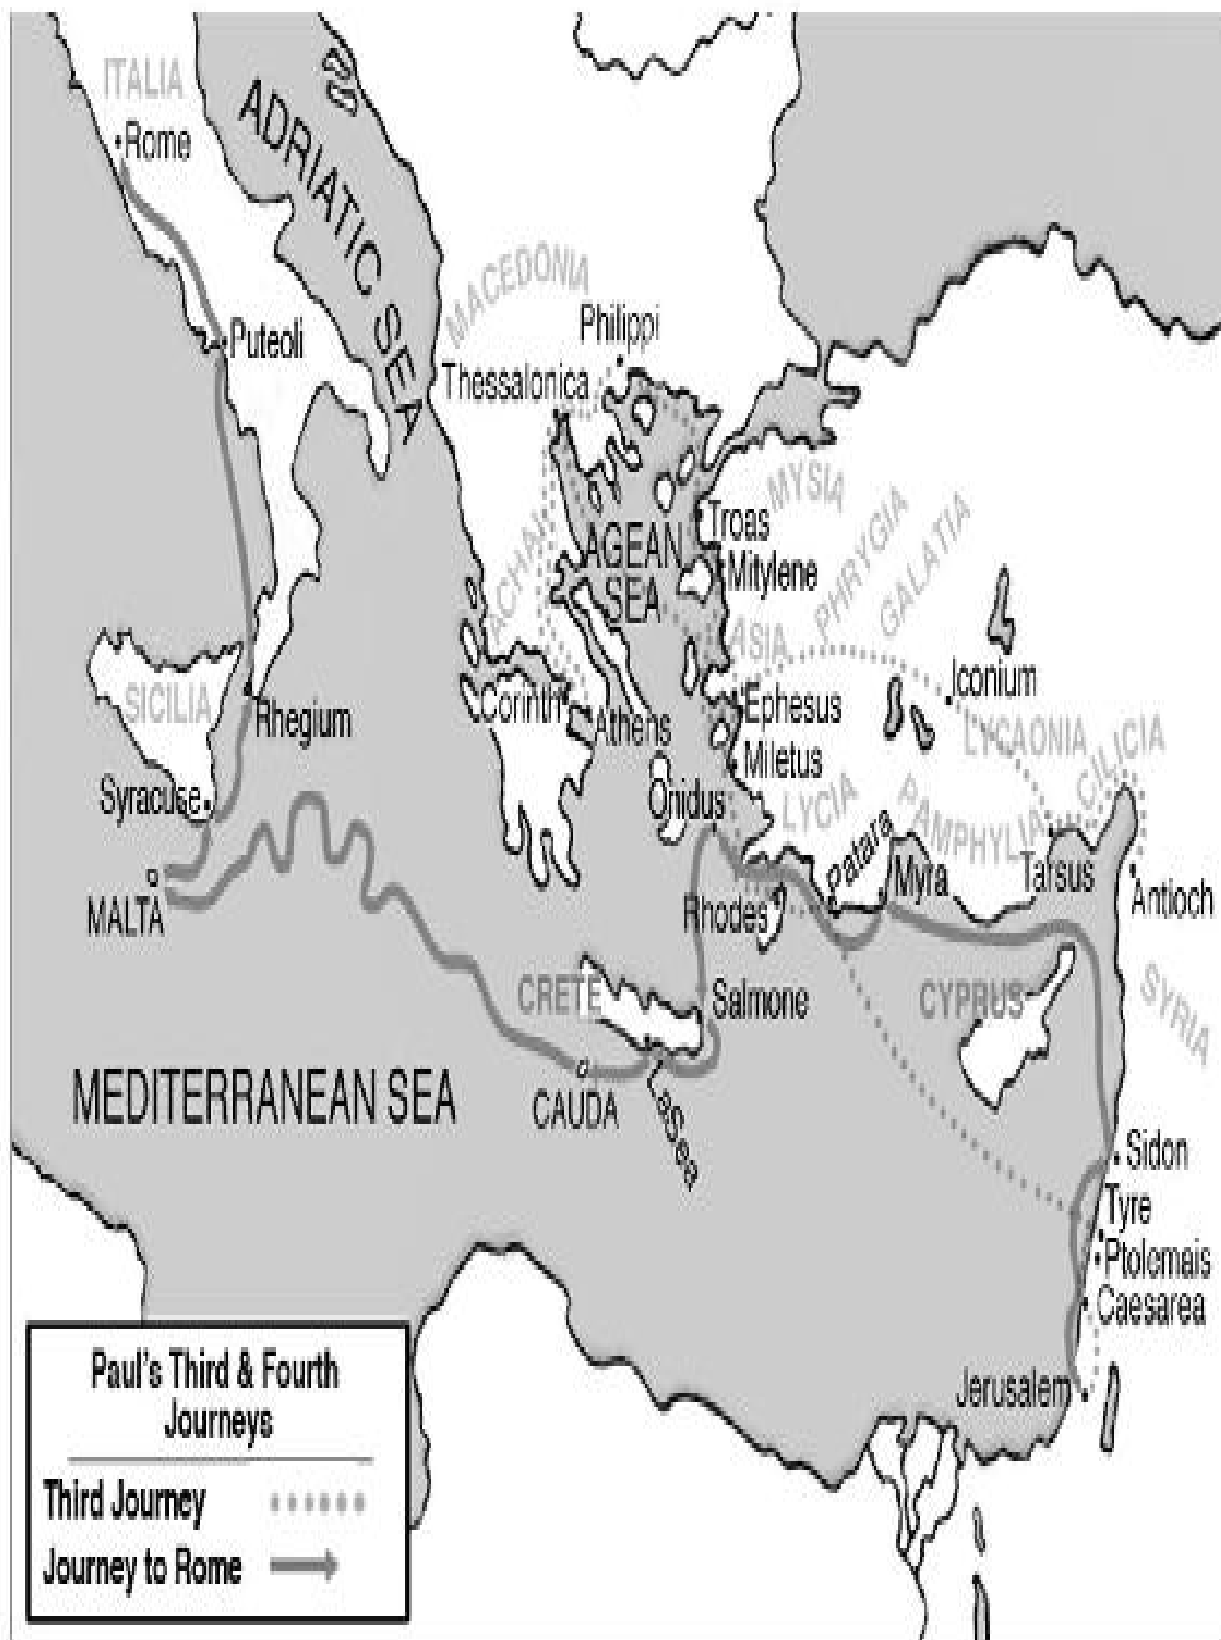 ITALIA
Rome
ADRIATIC SEA
MACEDONIA
Philippi
Puteoli
Thessalonica
MYSIA
PHRYGIA
GALATIA
Troas
AGEAN
SEA
Mitylene
ACHAI
ASIA
Iconium
SICILIA
Rhegium
Corinth
Athens
Ephesus
LYCAONIA
CILICIA
Miletus
Syracuse
Onidus
LYCIA
PAMPHYLIA
Patara
Myra
Tarsus
Antioch
MALTA
Rhodes
CRETE
Salmone
CYPRUS
SYRIA
MEDITERRANEAN SEA
CAUDA
Sidon
Tyre
Ptolemais
Caesarea
Jerusalem
Paul's Third & Fourth
Journeys
Third Journey
Journey to Rome